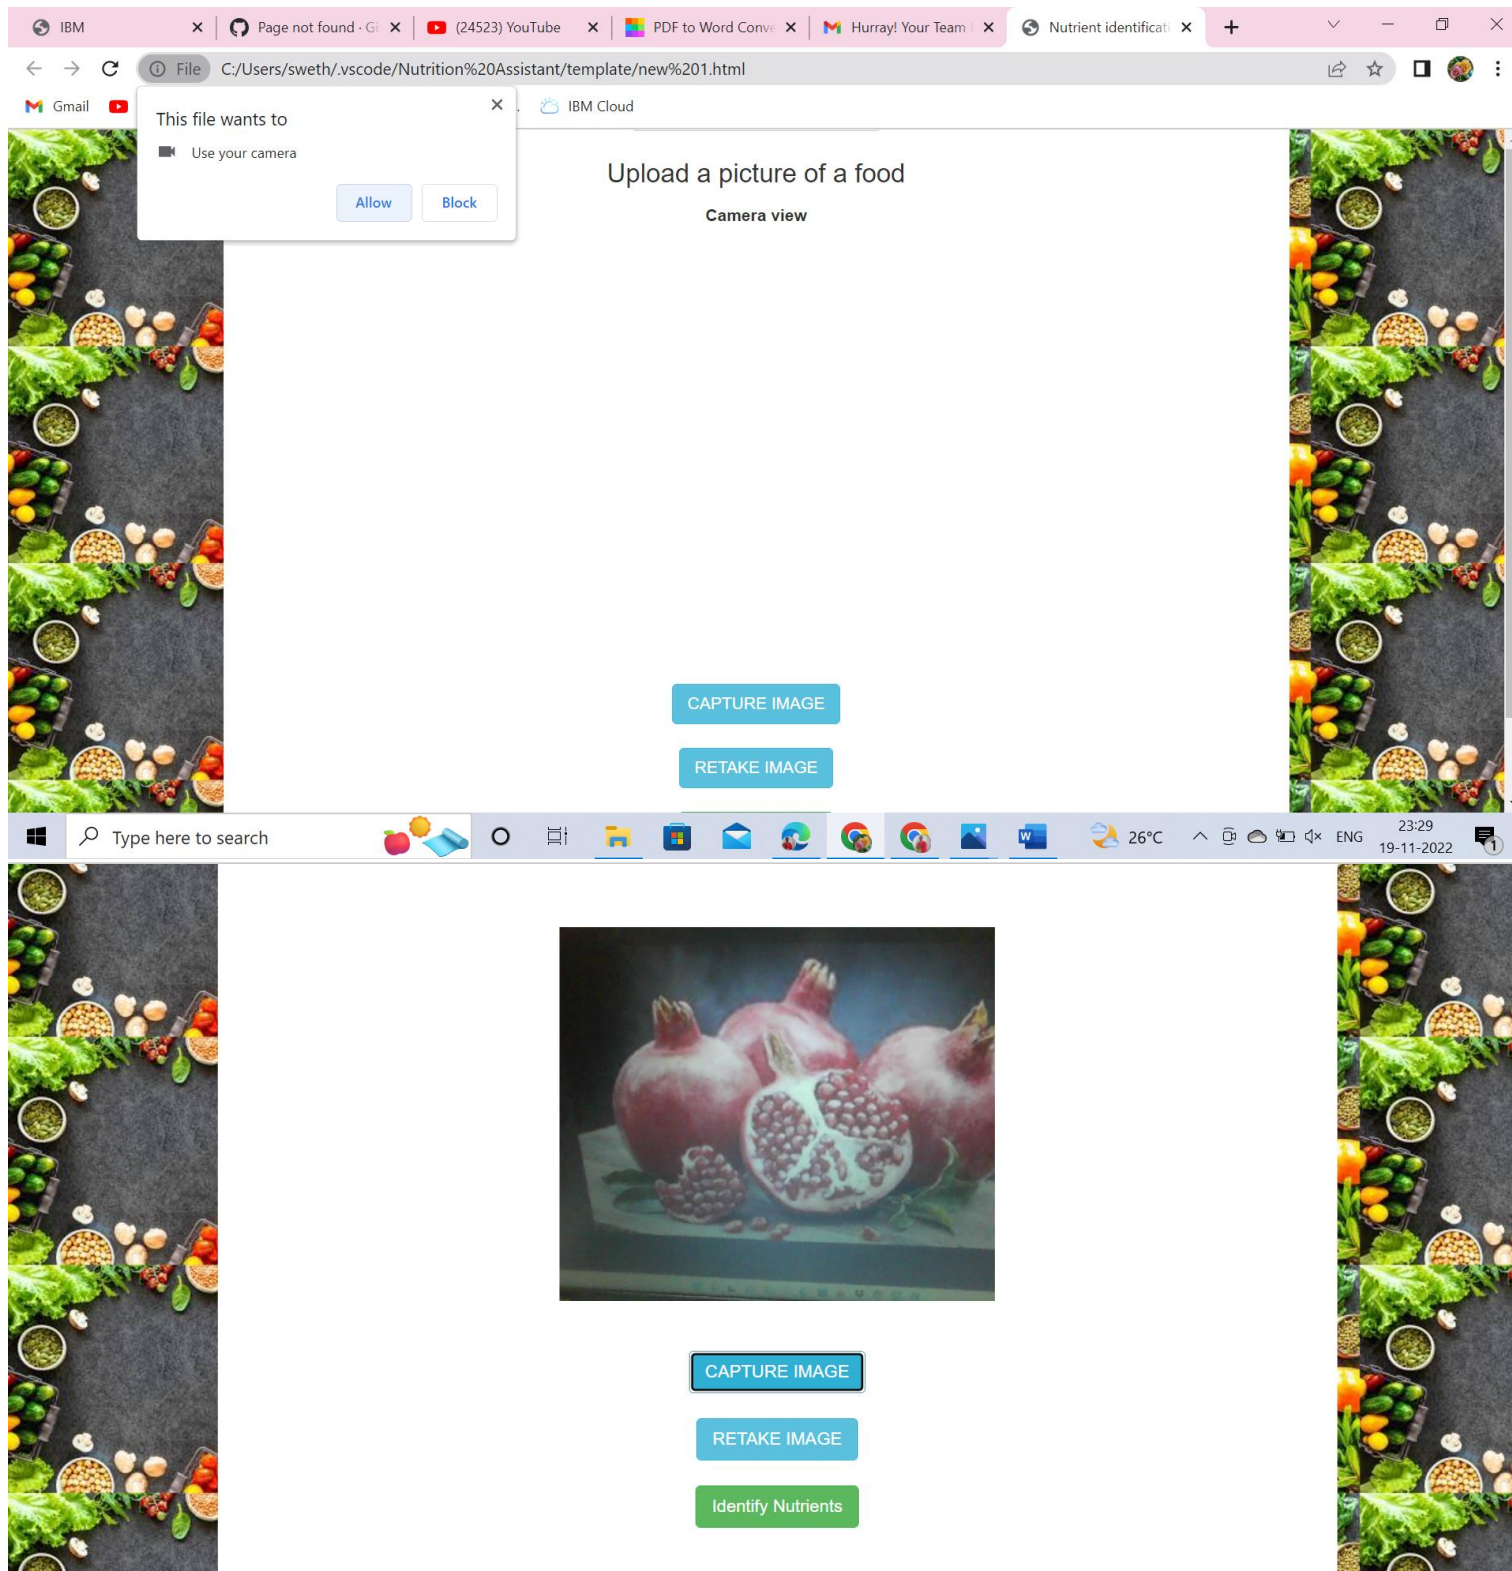 IBM
Page not found · Gi
(24523) YouTube
PDF to Word Conve
Hurray! Your Team
Nutrient identificati
File
C:/Users/sweth/.vscode/Nutrition%20Assistant/template/new%201.html
Gmail
IBM Cloud
This file wants to
Use your camera
Allow
Block
Upload a picture of a food
Camera view
CAPTURE IMAGE
RETAKE IMAGE
Type here to search
26°C
ENG
23:29
19-11-2022
1
CAPTURE IMAGE
RETAKE IMAGE
Identify Nutrients